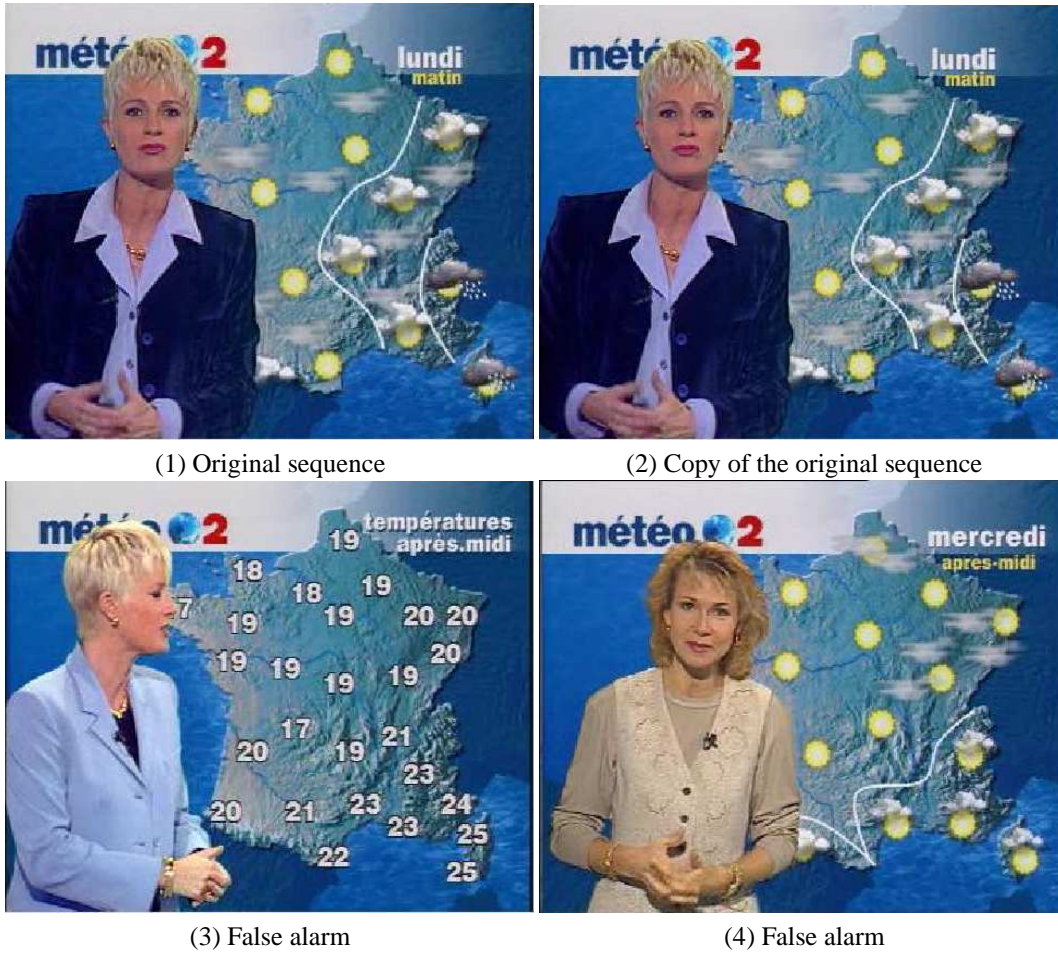 météo 2
lundi
matin
météo 2
lundi
matin
(1) Original sequence
(2) Copy of the original sequence
météo 2
températures
après.midi
19
18 18 19
7 19 19 20 20
19 19 19 19 20
17
20 19 21
23
20 21 23 24
23 25
22 25
météo 2
mercredi
après-midi
(3) False alarm
(4) False alarm